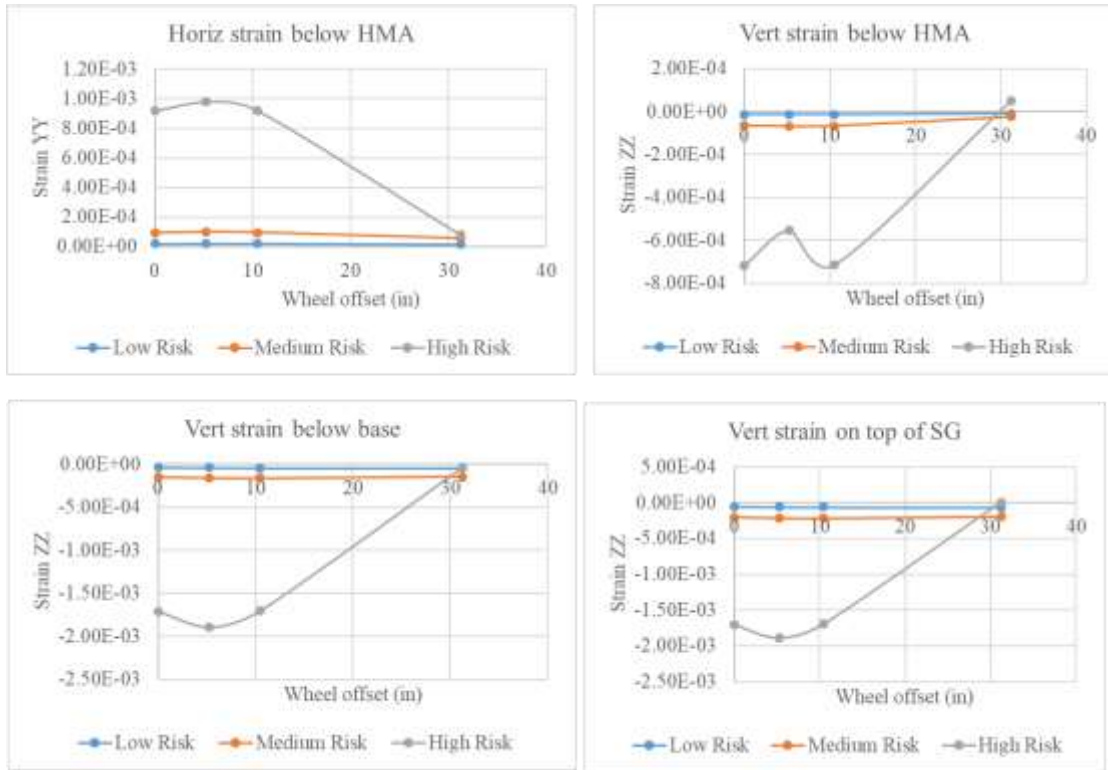 Horiz strain below HMA
1.20E-03
1.00E-03
8.00E-04
6.00E-04
4.00E-04
2.00E-04
0.00E+00
Strain YY
0 10 20 30 40
Wheel offset (in)
Low Risk Medium Risk High Risk
Vert strain below HMA
2.00E-04
0.00E+00
-2.00E-04
-4.00E-04
-6.00E-04
-8.00E-04
Strain ZZ
0 10 20 30 40
Wheel offset (in)
Low Risk Medium Risk High Risk
Vert strain below base
0.00E+00
-5.00E-04
-1.00E-03
-1.50E-03
-2.00E-03
-2.50E-03
Strain ZZ
0 10 20 30 40
Wheel offset (in)
Low Risk Medium Risk High Risk
Vert strain on top of SG
5.00E-04
0.00E+00
-5.00E-04
-1.00E-03
-1.50E-03
-2.00E-03
-2.50E-03
Strain ZZ
0 10 20 30 40
Wheel offset (in)
Low Risk Medium Risk High Risk